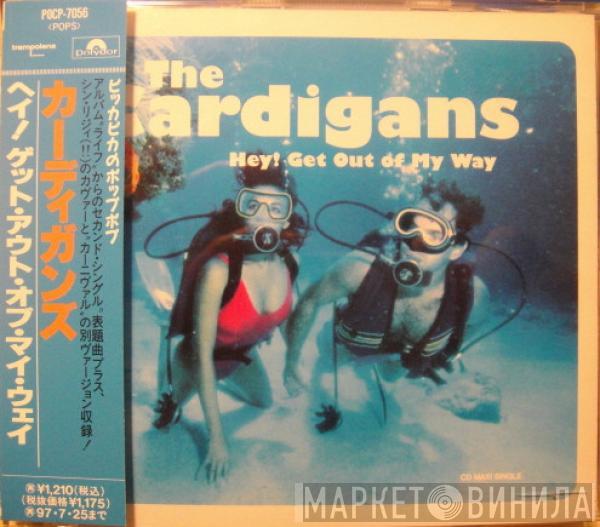 POCP-7056
〈POPS〉
trampolene
Polydor
ピッカピカのポップポプ
アルバム“ライフ”からのセカンド・シングル。表題曲プラス、
シン・リジィ(!!)のカヴァーと“カーニヴァル”の別ヴァージョン収録!
カーディガンズ
ヘイ!ゲット・アウト・オブ・マイ・ウェイ
¥1,210(税込)
(税抜価格¥1,175)
97・7・25まで
The
ardigans
Hey! Get Out of My Way
CD MAXI SINGLE
МАРКЕТ ВИНИЛА